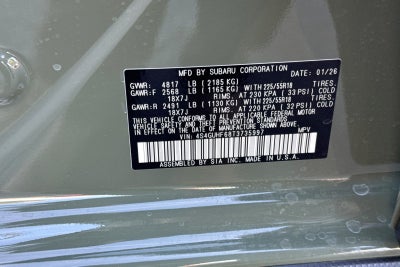 MFD. BY SUBARU CORPORATION DATE: 01/26
GVWR: 4817 LB ( 2185 KG)
GAWR:F 2568 LB ( 1165 KG) WITH 225/55R18 TIRES.
18X7J RIMS. AT 230 KPA ( 33 PSI) COLD
GAWR:R 2491 LB ( 1130 KG) WITH 225/55R18 TIRES.
18X7J RIMS. AT 220 KPA ( 32 PSI) COLD
THIS VEHICLE CONFORMS TO ALL APPLICABLE FEDERAL MOTOR
VEHICLE SAFETY AND THEFT PREVENTION STANDARDS
IN EFFECT ON THE DATE OF MANUFACTURE SHOWN ABOVE.
VIN: 4S4GUHF68T3735997 MPV
ASSEMBLED BY SIA INC. MADE IN U.S.A.